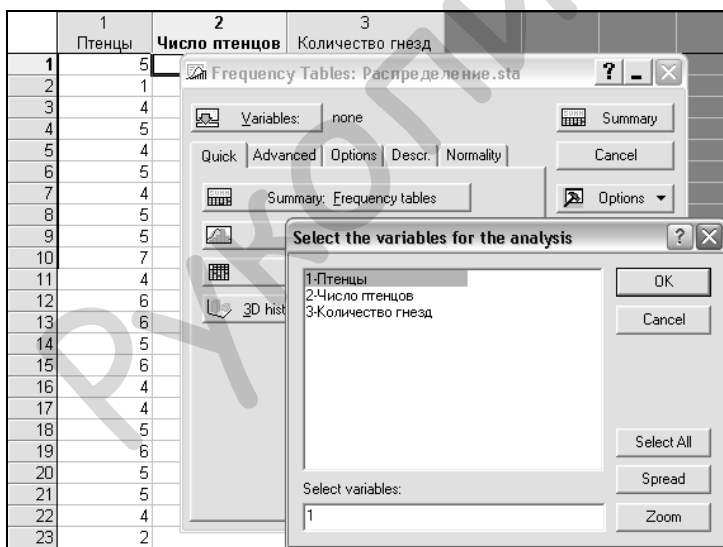 1 2 3
Птенцы Число птенцов Количество гнезд
1 5
2 1
3 4
4 5
5 4
6 5
7 4
8 5
9 5
10 7
11 4
12 6
13 6
14 5
15 6
16 4
17 4
18 5
19 6
20 5
21 5
22 4
23 2
Frequency Tables: Распределение.sta
Variables: none
Summary
Quick Advanced Options Descr. Normality
Cancel
Summary: Frequency tables
Options
3D hist
Select the variables for the analysis
1-Птенцы
2-Число птенцов
3-Количество гнезд
OK
Cancel
Select All
Spread
Zoom
Select variables:
1